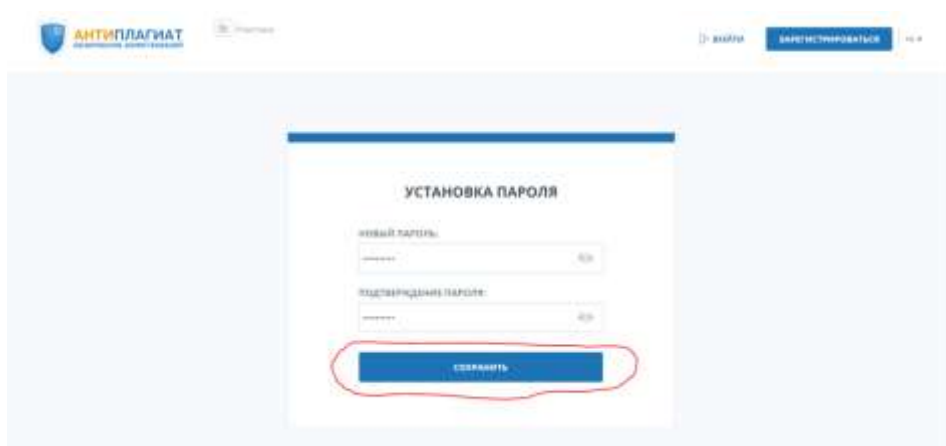 АНТИПЛАГИАТ
ВОЙТИ
ЗАРЕГИСТРИРОВАТЬСЯ
УСТАНОВКА ПАРОЛЯ
НОВЫЙ ПАРОЛЬ:
ПОДТВЕРЖДЕНИЕ ПАРОЛЯ:
СОХРАНИТЬ